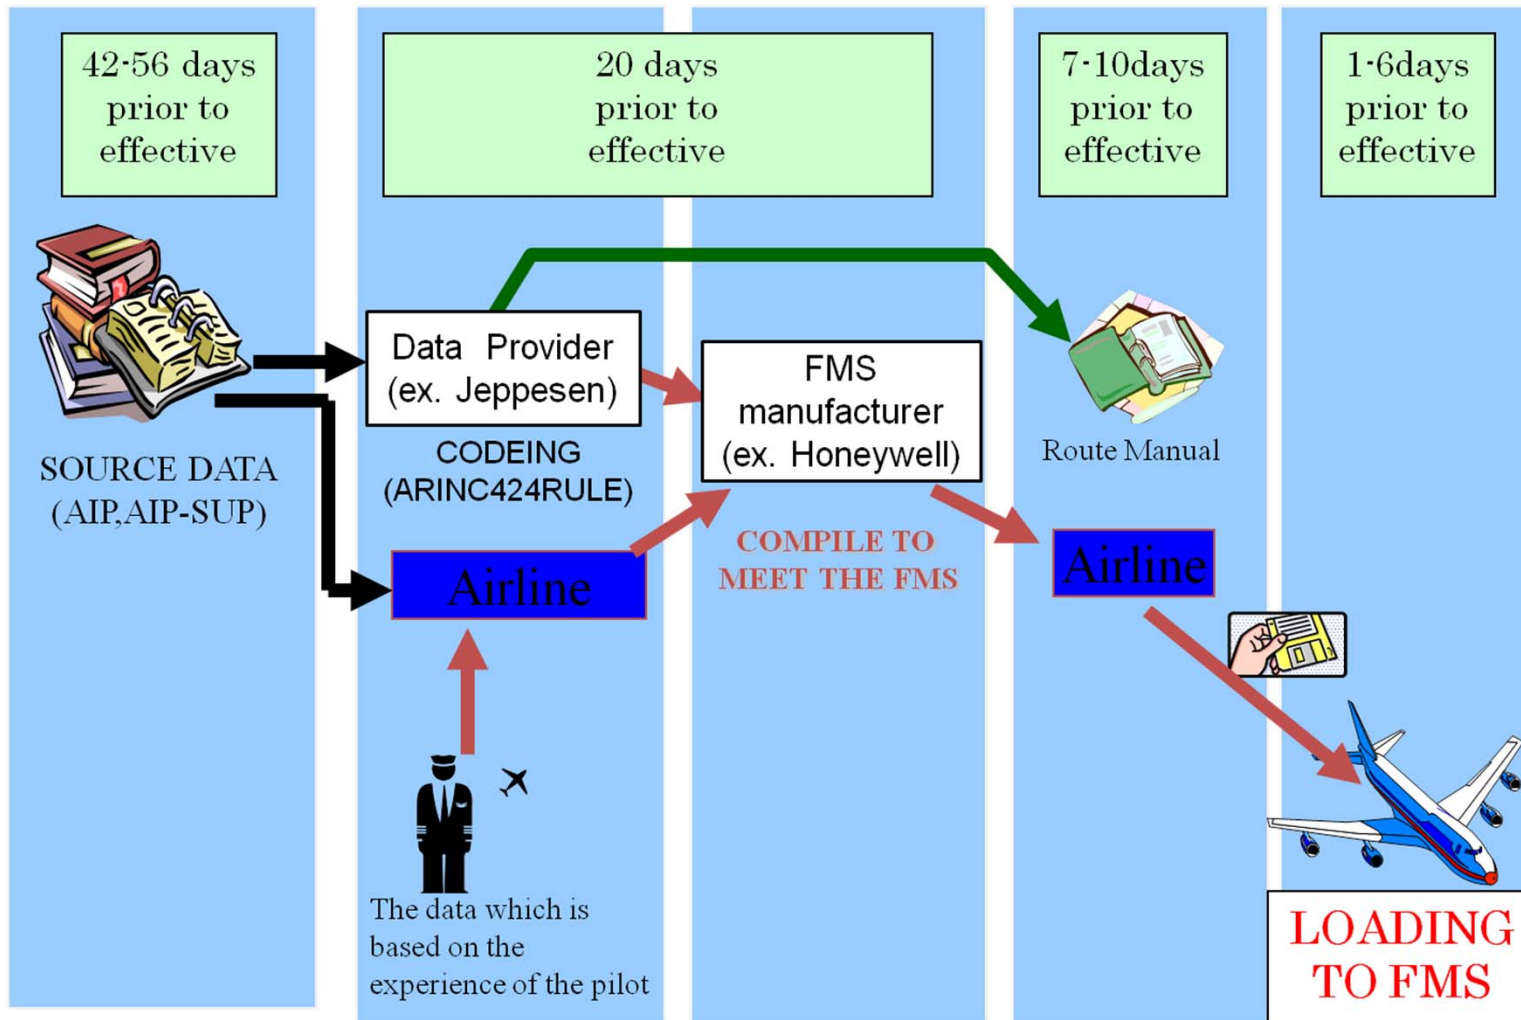 42-56 days
prior to
effective
20 days
prior to
effective
7-10days
prior to
effective
1-6days
prior to
effective
SOURCE DATA
(AIP,AIP-SUP)
Data Provider
(ex. Jeppesen)
CODEING
(ARINC424RULE)
Airline
The data which is
based on the
experience of the pilot
FMS
manufacturer
(ex. Honeywell)
COMPILE TO
MEET THE FMS
Route Manual
Airline
LOADING
TO FMS